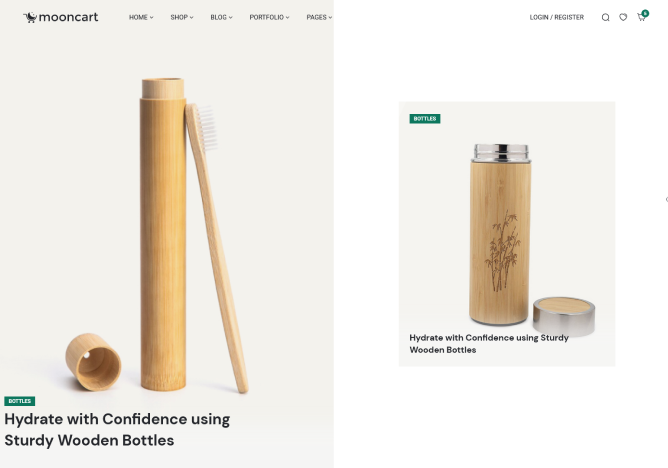 mooncart
HOME
SHOP
BLOG
PORTFOLIO
PAGES
LOGIN / REGISTER
BOTTLES
Hydrate with Confidence using
Sturdy Wooden Bottles
BOTTLES
Hydrate with Confidence using Sturdy
Wooden Bottles